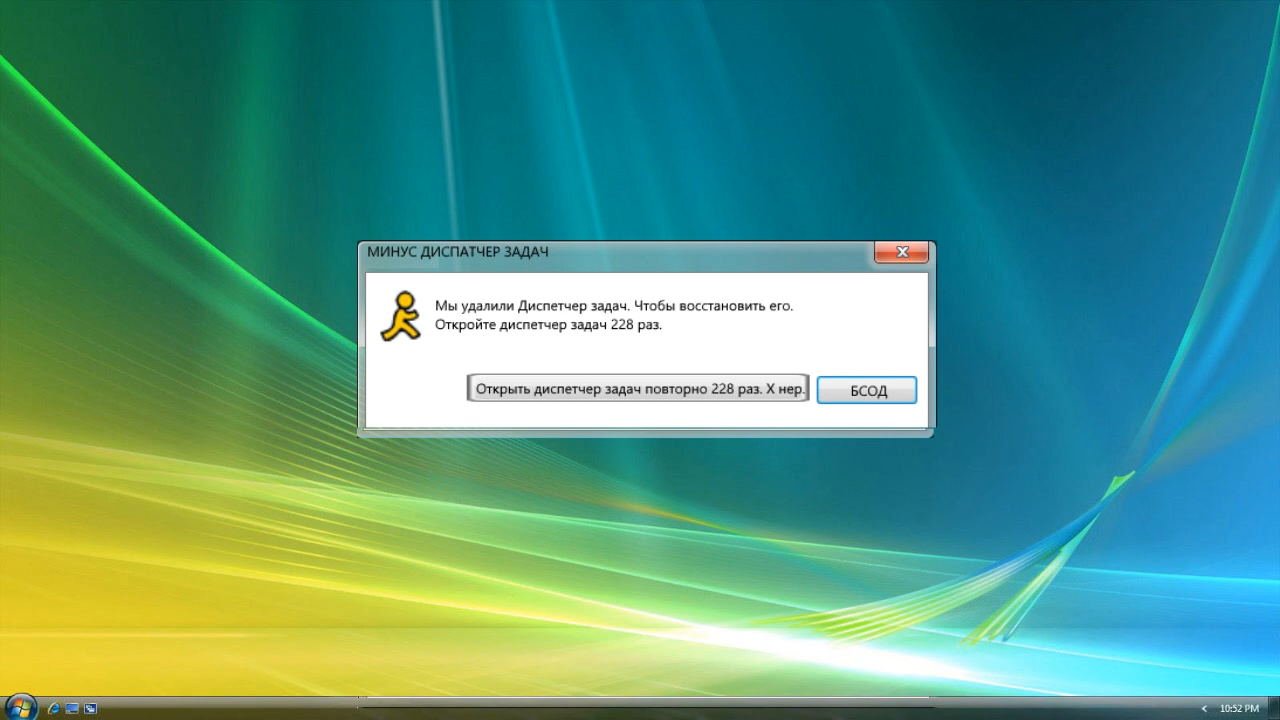 МИНУС ДИСПАТЧЕР ЗАДАЧ
Мы удалили Диспетчер задач. Чтобы восстановить его.
Откройте диспетчер задач 228 раз.
Открыть диспетчер задач повторно 228 раз. X нер.
БСОД
10:52 PM